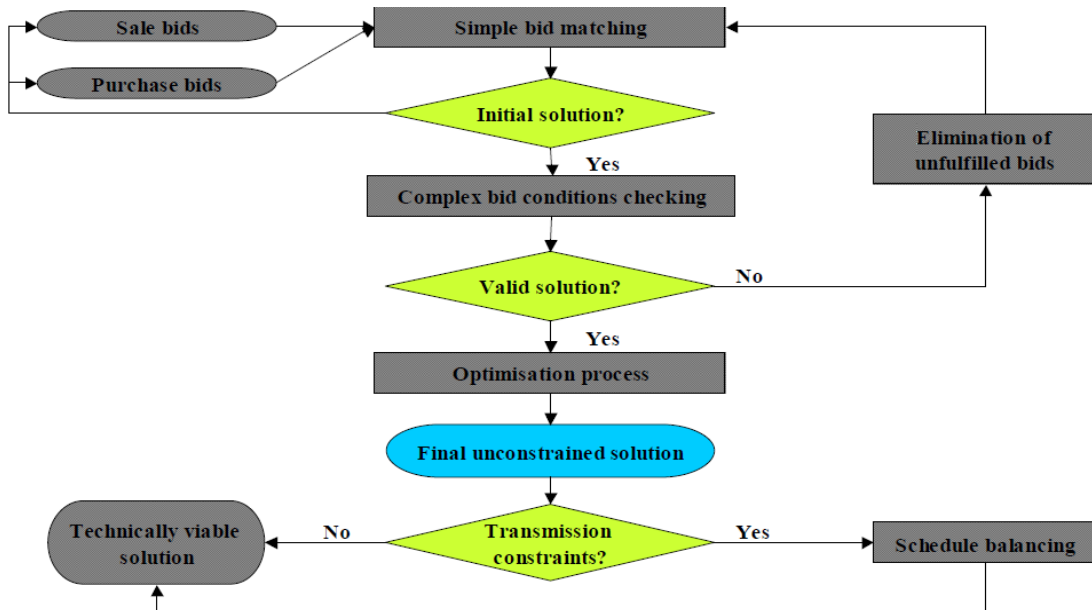 Sale bids
Simple bid matching
Purchase bids
Initial solution?
Elimination of
unfulfilled bids
Yes
Complex bid conditions checking
No
Valid solution?
Yes
Optimisation process
Final unconstrained solution
Technically viable
solution
No
Transmission
constraints?
Yes
Schedule balancing